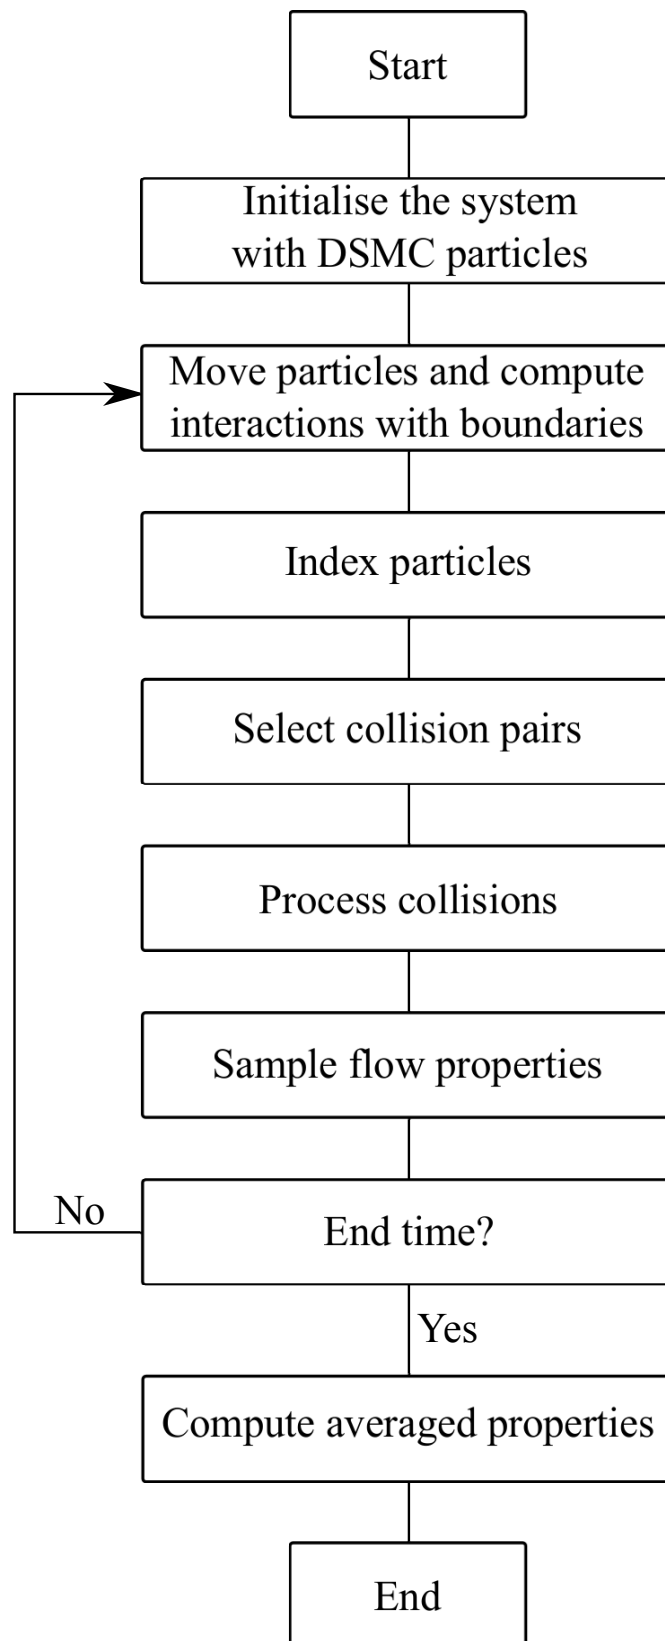 Start
Initialise the system
with DSMC particles
Move particles and compute
interactions with boundaries
Index particles
Select collision pairs
Process collisions
Sample flow properties
No
End time?
Yes
Compute averaged properties
End